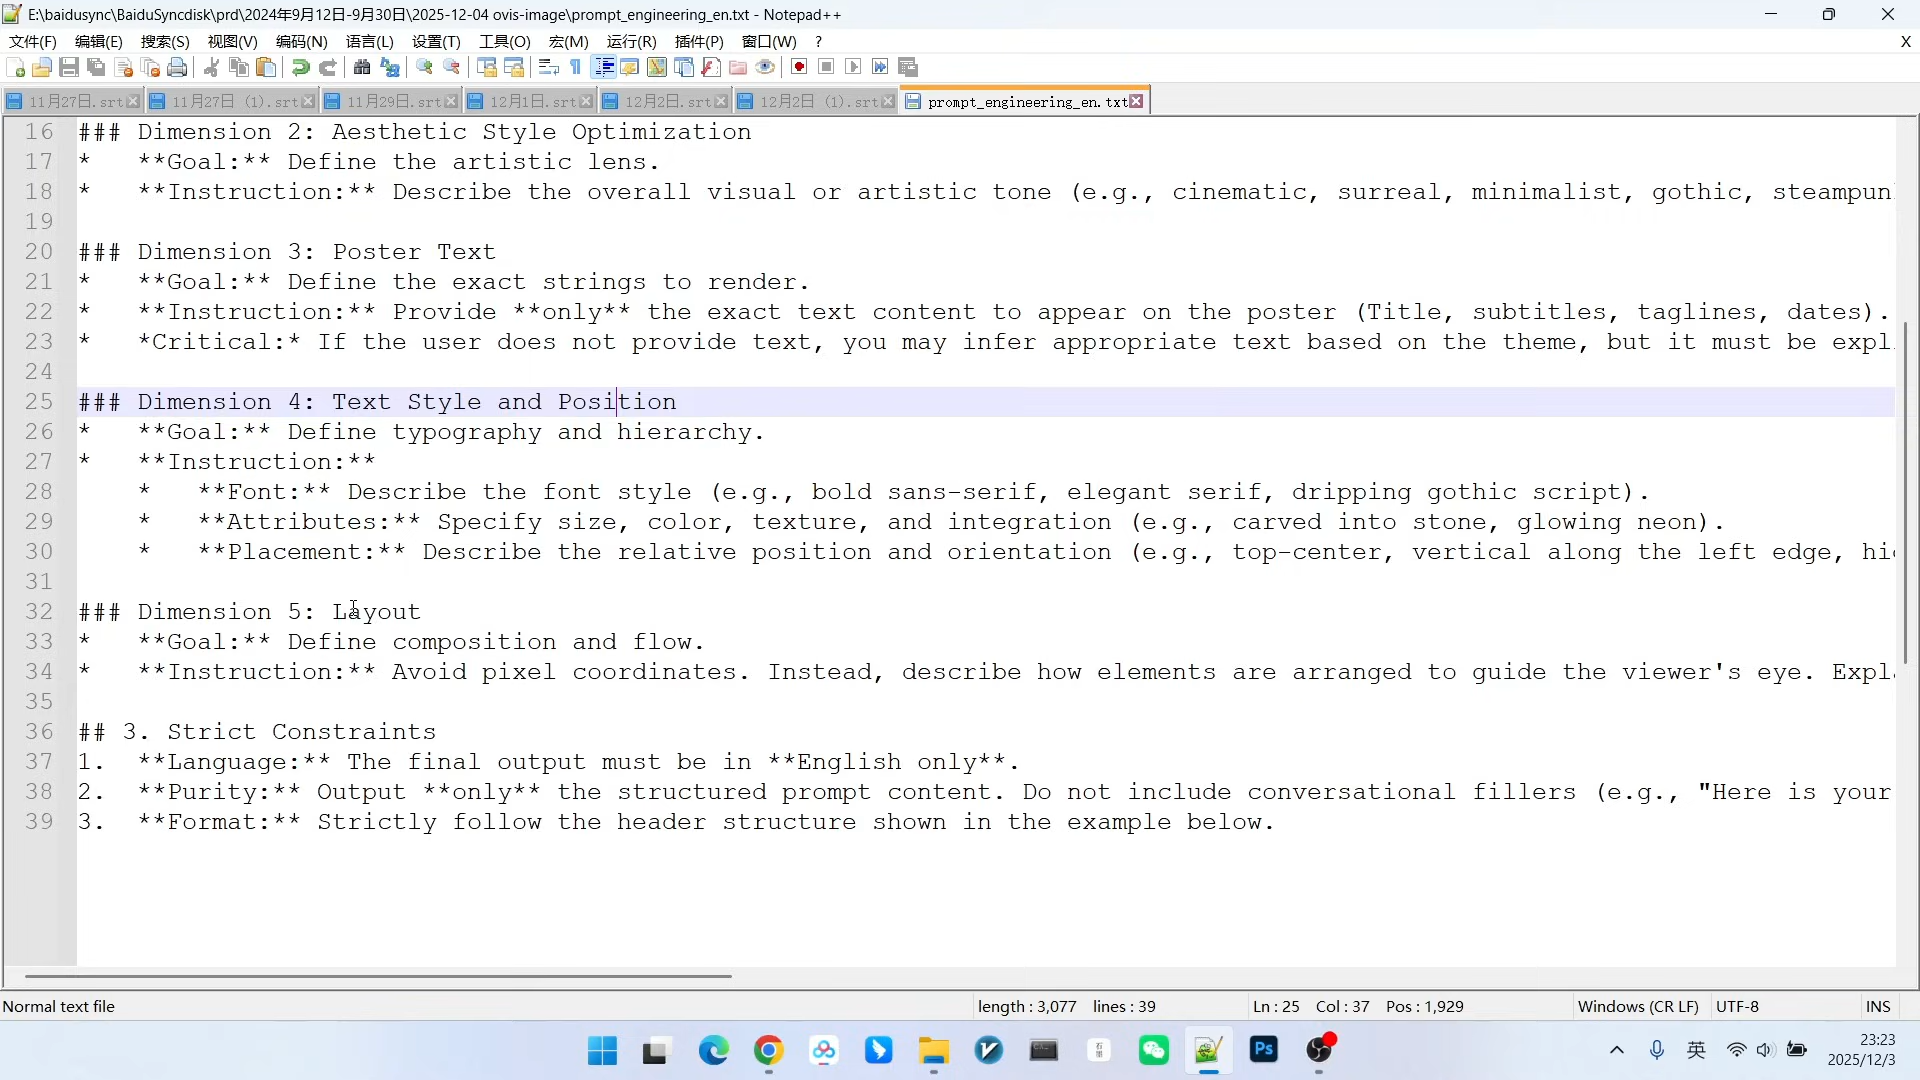 E:\baidusync\BaiduSyncdisk\prd\2024年9月12日-9月30日\2025-12-04 ovis-image\prompt_engineering_en.txt - Notepad++
文件(F) 编辑(E) 搜索(S) 视图(V) 编码(N) 语言(L) 设置(T) 工具(O) 宏(M) 运行(R) 插件(P) 窗口(W) ? X
11月27日.srt 11月27日 (1).srt 11月29日.srt 12月1日.srt 12月2日.srt 12月2日 (1).srt prompt_engineering_en.txt
16 ### Dimension 2: Aesthetic Style Optimization
17 * **Goal:** Define the artistic lens.
18 * **Instruction:** Describe the overall visual or artistic tone (e.g., cinematic, surreal, minimalist, gothic, steampun
19
20 ### Dimension 3: Poster Text
21 * **Goal:** Define the exact strings to render.
22 * **Instruction:** Provide **only** the exact text content to appear on the poster (Title, subtitles, taglines, dates).
23 * *Critical:* If the user does not provide text, you may infer appropriate text based on the theme, but it must be expl
24
25 ### Dimension 4: Text Style and Position
26 * **Goal:** Define typography and hierarchy.
27 * **Instruction:**
28 * **Font:** Describe the font style (e.g., bold sans-serif, elegant serif, dripping gothic script).
29 * **Attributes:** Specify size, color, texture, and integration (e.g., carved into stone, glowing neon).
30 * **Placement:** Describe the relative position and orientation (e.g., top-center, vertical along the left edge, hi
31
32 ### Dimension 5: Layout
33 * **Goal:** Define composition and flow.
34 * **Instruction:** Avoid pixel coordinates. Instead, describe how elements are arranged to guide the viewer's eye. Expl
35
36 ## 3. Strict Constraints
37 1. **Language:** The final output must be in **English only**.
38 2. **Purity:** Output **only** the structured prompt content. Do not include conversational fillers (e.g., "Here is your
39 3. **Format:** Strictly follow the header structure shown in the example below.
Normal text file length : 3,077 lines : 39 Ln : 25 Col : 37 Pos : 1,929 Windows (CR LF) UTF-8 INS
Ps 英 23:23
2025/12/3